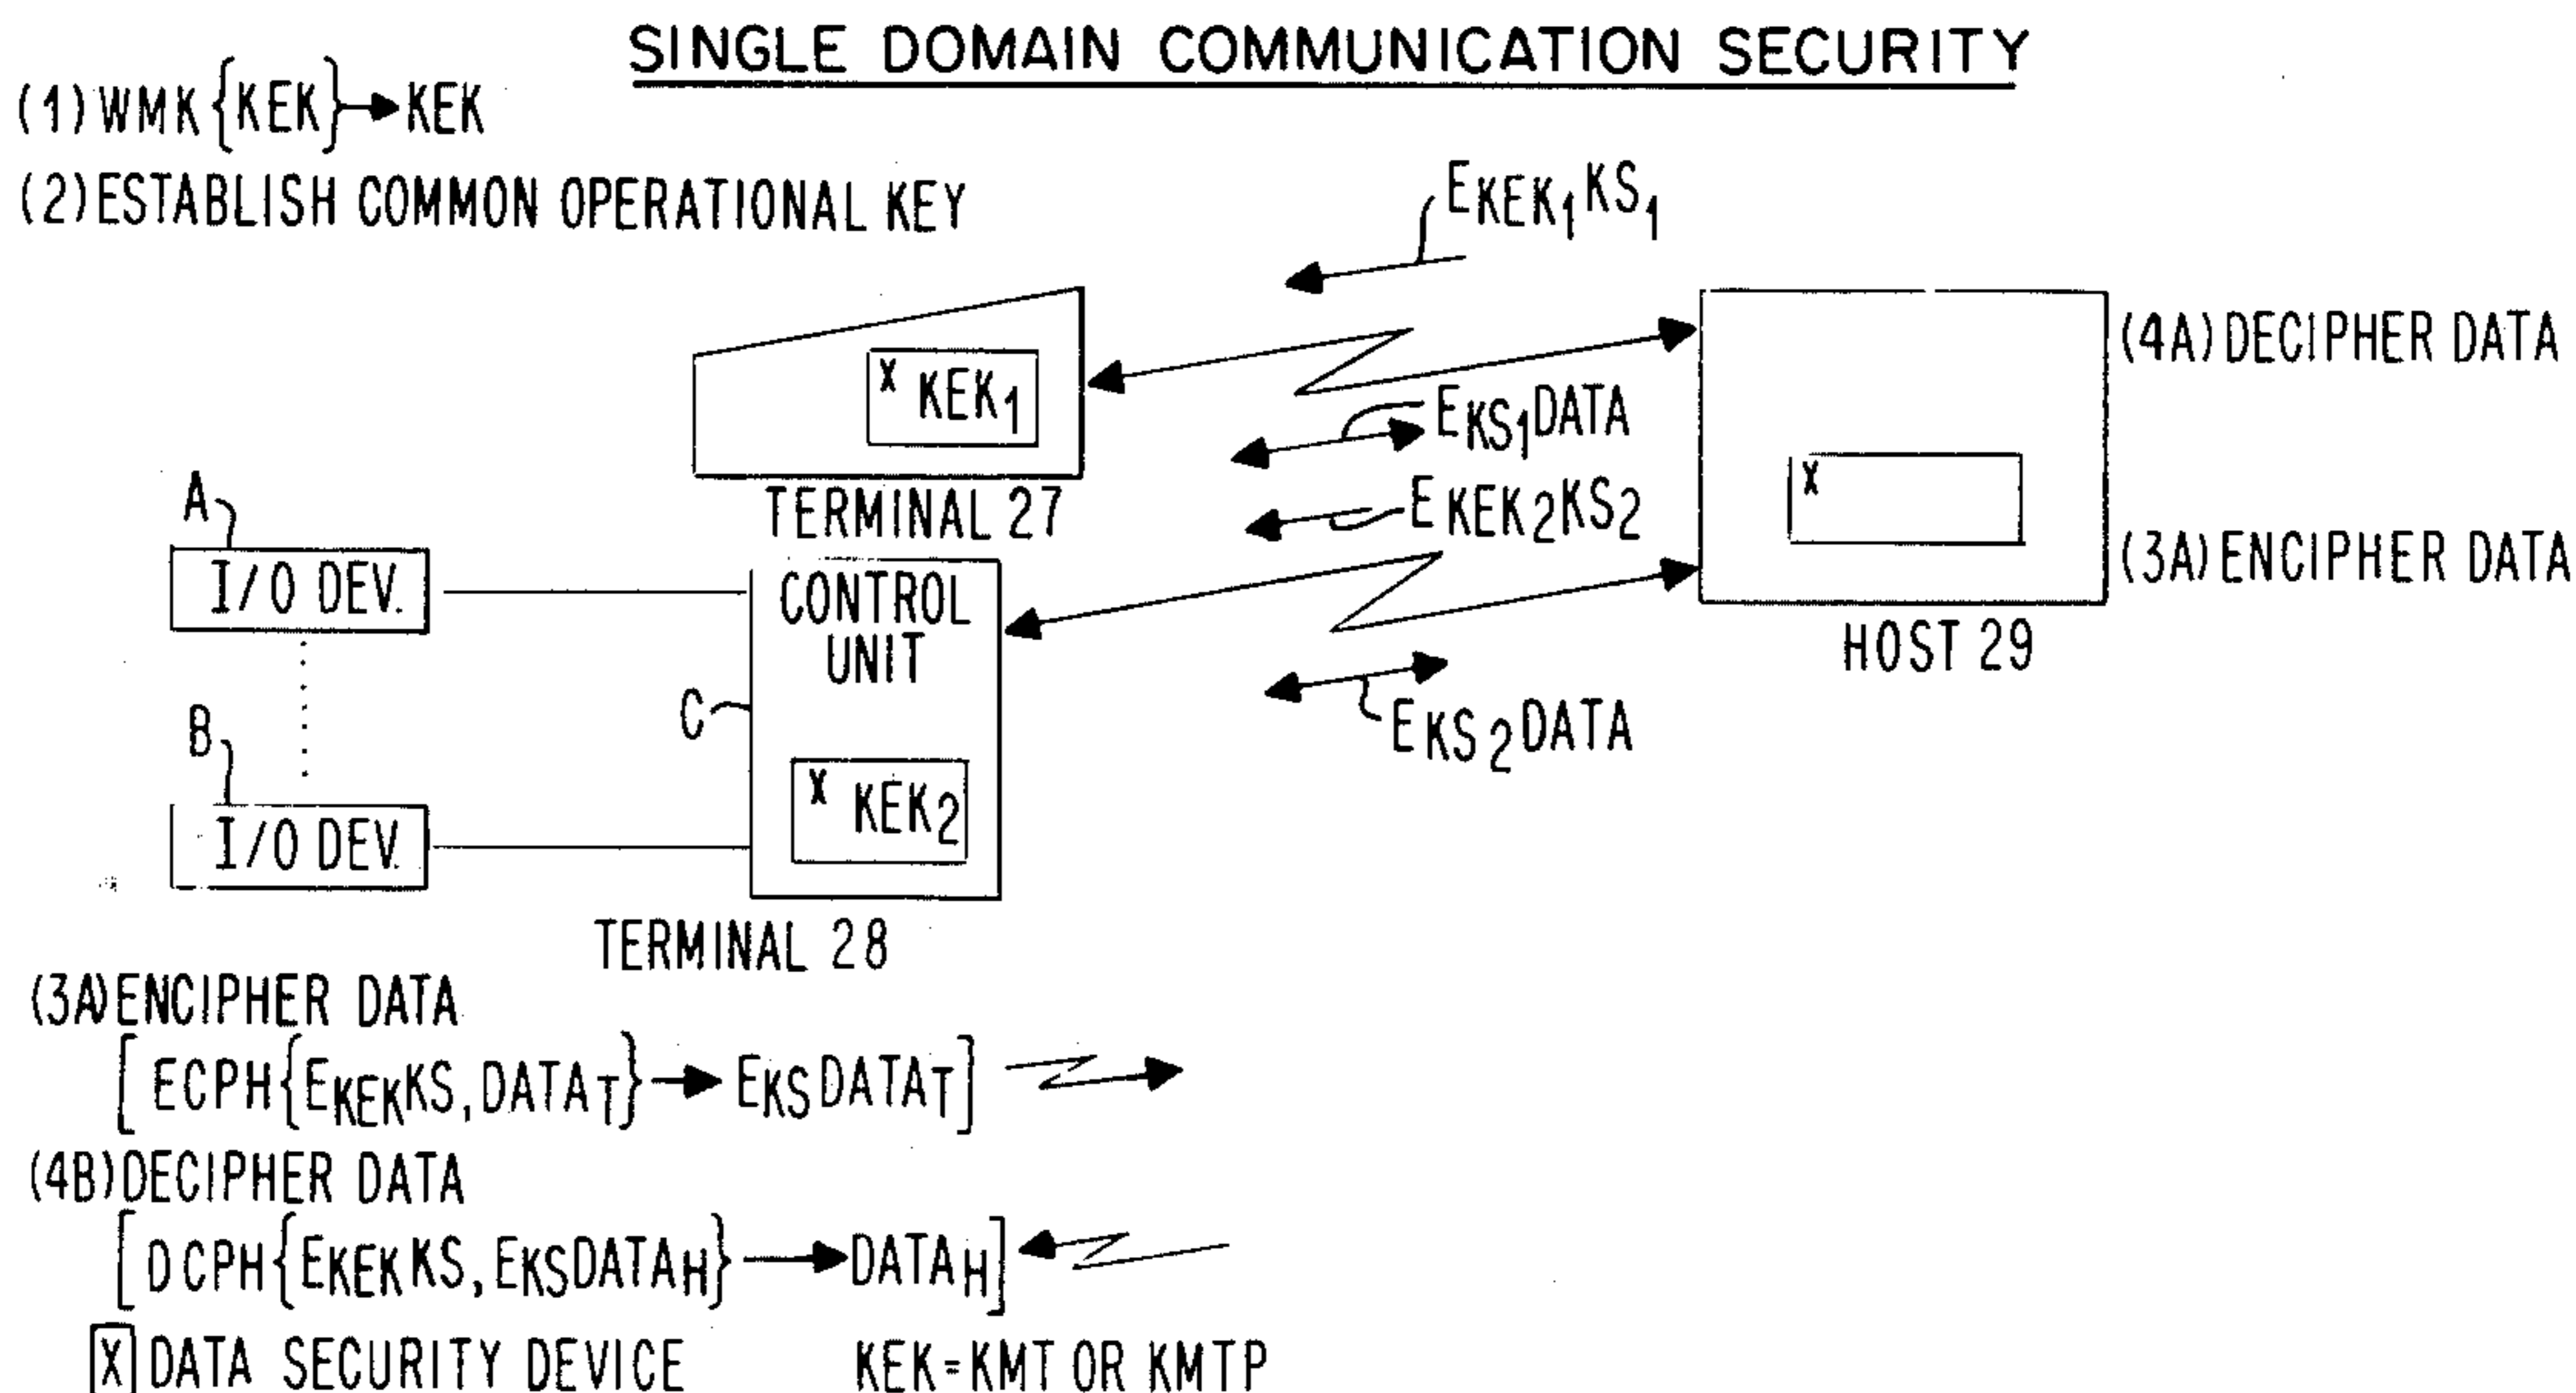 SINGLE DOMAIN COMMUNICATION SECURITY
(1) WMK{KEK}→KEK
(2) ESTABLISH COMMON OPERATIONAL KEY
EKEK1KS1
(4A) DECIPHER DATA
X KEK1
EKS1DATA
X
TERMINAL 27
EKEK2KS2
A
I/O DEV.
CONTROL
UNIT
(3A) ENCIPHER DATA
HOST 29
C
EKS2DATA
B
I/O DEV.
X KEK2
TERMINAL 28
(3A) ENCIPHER DATA
[ECPH{EKEKKS,DATAT}→EKSDATAT]
(4B) DECIPHER DATA
[DCPH{EKEKKS,EKSDATAH}→DATAH]
X DATA SECURITY DEVICE KEK=KMT OR KMTP